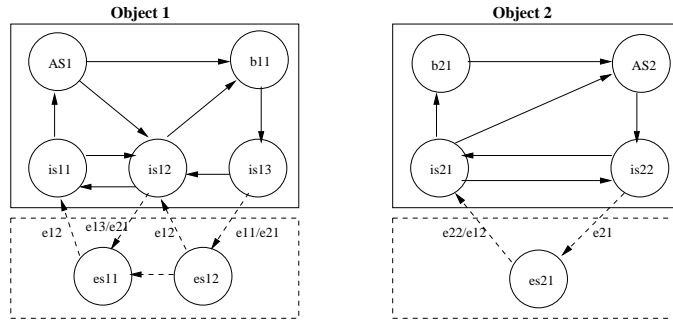 Object 1
Object 2
AS1
b11
b21
AS2
is11
is12
is13
is21
is22
e12
e13/e21
e12
e11/e21
e22/e12
e21
es11
es12
es21